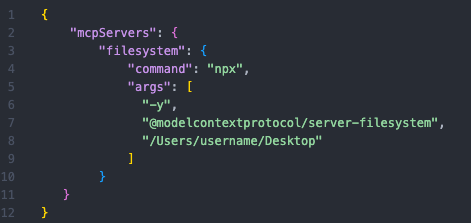 1 {
2 "mcpServers": {
3 "filesystem": {
4 "command": "npx",
5 "args": [
6 "-y",
7 "@modelcontextprotocol/server-filesystem",
8 "/Users/username/Desktop"
9 ]
10 }
11 }
12 }